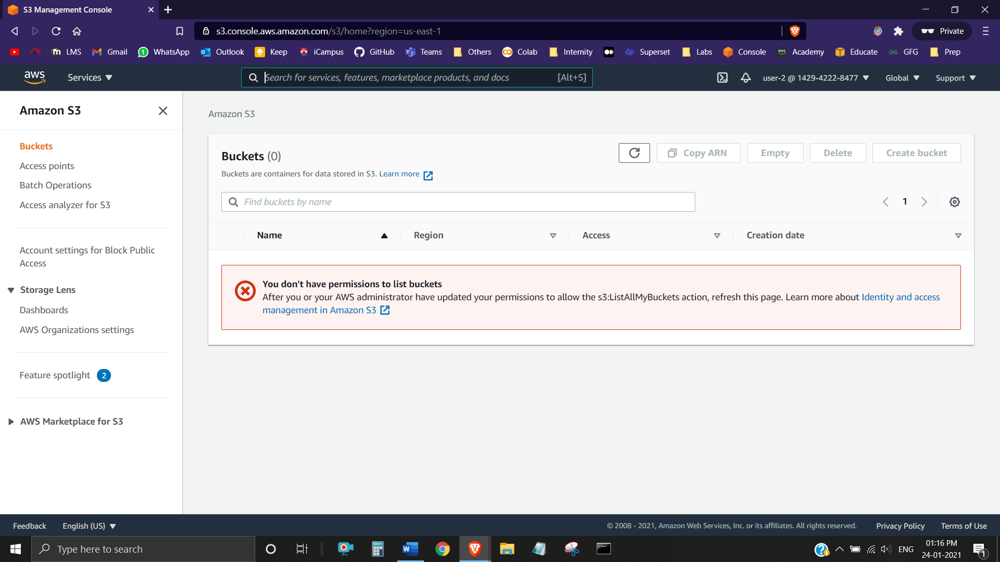 S3 Management Console
s3.console.aws.amazon.com/s3/home?region=us-east-1
Private
LMS
Gmail
1
WhatsApp
Outlook
Keep
iCampus
GitHub
Teams
Others
Colab
Internity
Superset
Labs
Console
aws
Academy
Educate
GFG
Prep
aws
Services
Search for services, features, marketplace products, and docs
[Alt+S]
user-2 @ 1429-4222-8477
Global
Support
Amazon S3
Buckets
Access points
Batch Operations
Access analyzer for S3
Account settings for Block Public
Access
Storage Lens
Dashboards
AWS Organizations settings
Feature spotlight 2
AWS Marketplace for S3
Amazon S3
Buckets (0)
Copy ARN
Empty
Delete
Create bucket
Buckets are containers for data stored in S3. Learn more
Find buckets by name
1
Name
Region
Access
Creation date
You don't have permissions to list buckets
After you or your AWS administrator have updated your permissions to allow the s3:ListAllMyBuckets action, refresh this page. Learn more about Identity and access
management in Amazon S3
Feedback
English (US)
© 2008 - 2021, Amazon Web Services, Inc. or its affiliates. All rights reserved.
Privacy Policy
Terms of Use
Type here to search
ENG
01:16 PM
24-01-2021
1